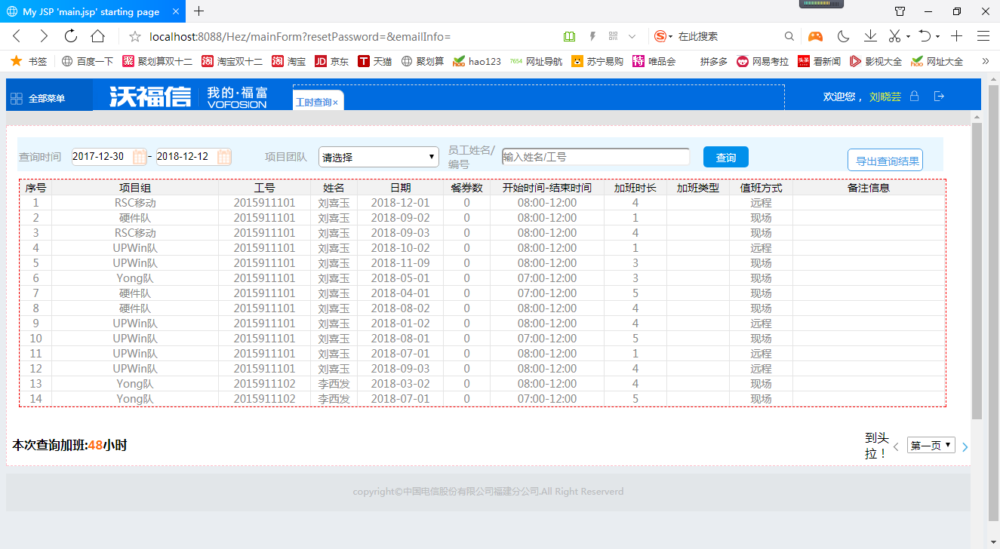 My JSP 'main.jsp' starting page
localhost:8088/Hez/mainForm?resetPassword=&emailInfo=
在此搜索
书签 百度一下 聚 聚划算双十二 淘 淘宝双十二 淘 淘宝 JD 京东 T 天猫 聚划算 hao hao123 7654 网址导航 苏宁易购 特 唯品会 拼多多 网易考拉 看新闻 影视大全 hao 网址大全
全部菜单 沃福信 我的·福富 VOFOSION 工时查询× 欢迎您， 刘晓芸
查询时间 2017-12-30 - 2018-12-12 项目团队 请选择 员工姓名/编号 输入姓名/工号 查询 导出查询结果
序号 项目组 工号 姓名 日期 餐券数 开始时间-结束时间 加班时长 加班类型 值班方式 备注信息
1 RSC移动 2015911101 刘喜玉 2018-12-01 0 08:00-12:00 4 远程
2 硬件队 2015911101 刘喜玉 2018-09-02 0 08:00-12:00 1 现场
3 RSC移动 2015911101 刘喜玉 2018-09-03 0 08:00-12:00 4 现场
4 UPWin队 2015911101 刘喜玉 2018-10-02 0 08:00-12:00 1 远程
5 UPWin队 2015911101 刘喜玉 2018-11-09 0 08:00-12:00 3 现场
6 Yong队 2015911101 刘喜玉 2018-05-01 0 07:00-12:00 3 现场
7 硬件队 2015911101 刘喜玉 2018-04-01 0 07:00-12:00 5 现场
8 硬件队 2015911101 刘喜玉 2018-08-02 0 08:00-12:00 4 现场
9 UPWin队 2015911101 刘喜玉 2018-01-02 0 08:00-12:00 4 远程
10 UPWin队 2015911101 刘喜玉 2018-08-01 0 07:00-12:00 5 现场
11 UPWin队 2015911101 刘喜玉 2018-07-01 0 08:00-12:00 1 远程
12 UPWin队 2015911101 刘喜玉 2018-09-03 0 08:00-12:00 4 远程
13 Yong队 2015911102 李西发 2018-03-02 0 08:00-12:00 4 现场
14 Yong队 2015911102 李西发 2018-07-01 0 07:00-12:00 5 现场
本次查询加班:48小时 到头拉！ 第一页
copyright©中国电信股份有限公司福建分公司.All Right Reserverd